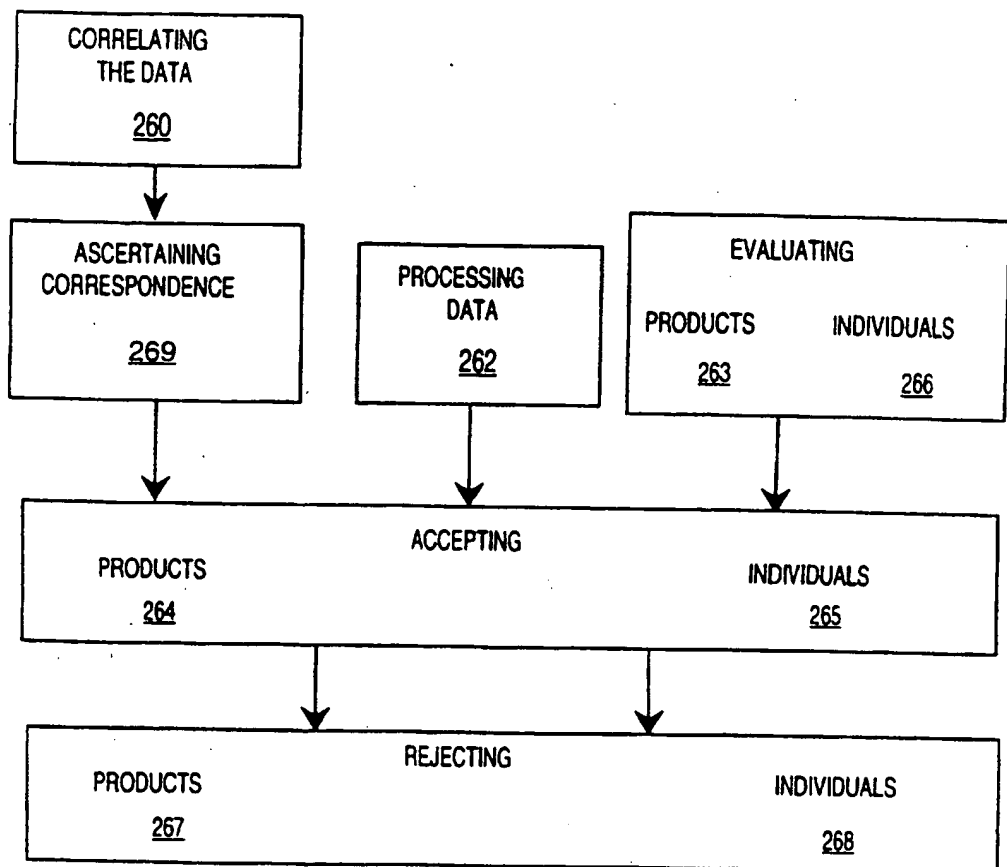 CORRELATING
THE DATA
260
ASCERTAINING
CORRESPONDENCE
269
PROCESSING
DATA
262
EVALUATING
PRODUCTS INDIVIDUALS
263 266
ACCEPTING
PRODUCTS INDIVIDUALS
264 265
REJECTING
PRODUCTS INDIVIDUALS
267 268